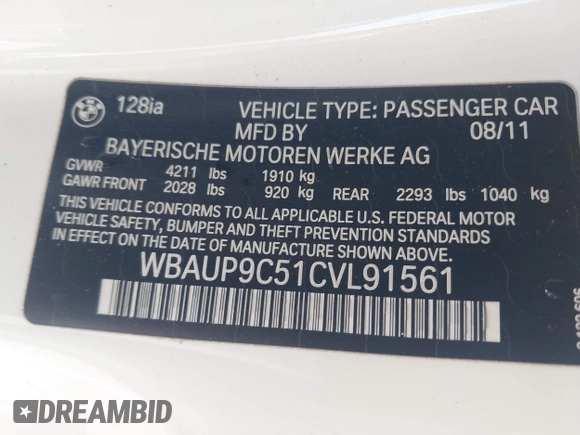 BMW
128ia
VEHICLE TYPE: PASSENGER CAR
MFD BY 08/11
BAYERISCHE MOTOREN WERKE AG
GVWR 4211 lbs 1910 kg
GAWR FRONT 2028 lbs 920 kg REAR 2293 lbs 1040 kg
THIS VEHICLE CONFORMS TO ALL APPLICABLE U.S. FEDERAL MOTOR
VEHICLE SAFETY, BUMPER AND THEFT PREVENTION STANDARDS
IN EFFECT ON THE DATE OF MANUFACTURE SHOWN ABOVE.
WBAUP9C51CVL91561
DREAMBID